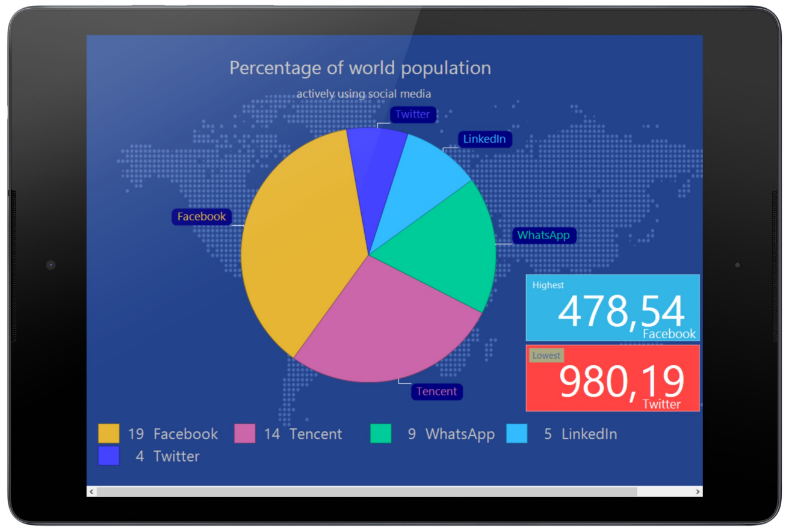 Percentage of world population
actively using social media
Twitter
LinkedIn
Facebook
WhatsApp
Highest
478,54
Facebook
Lowest
980,19
Twitter
Tencent
19 Facebook 14 Tencent 9 WhatsApp 5 LinkedIn
4 Twitter